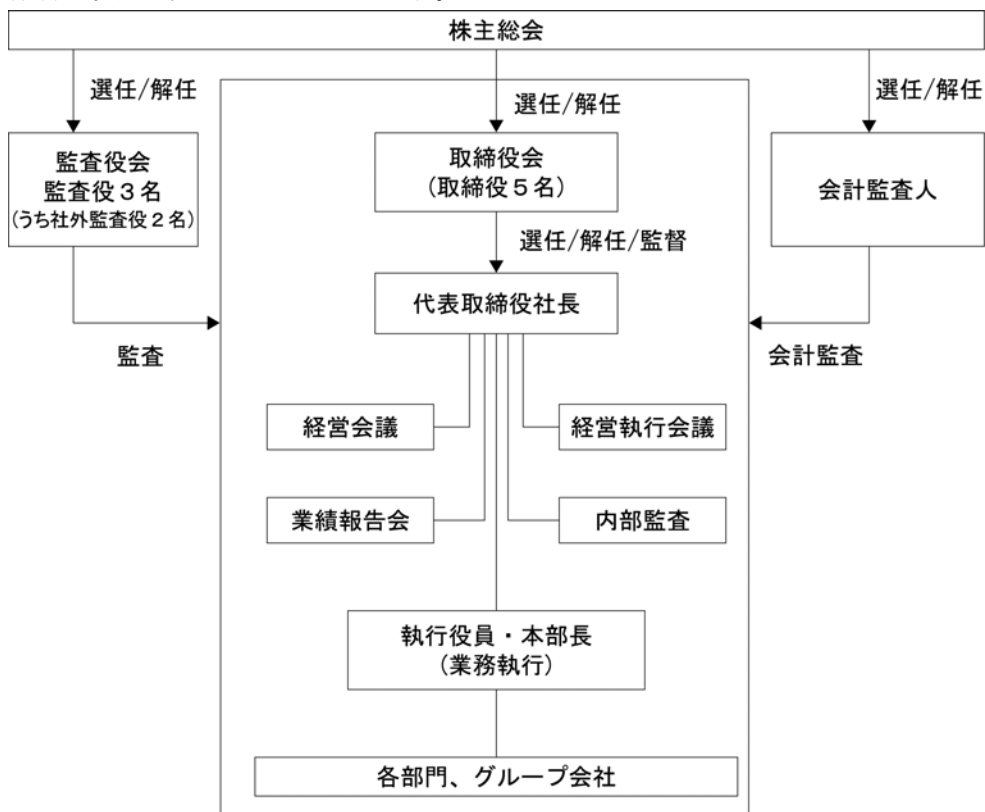 株主総会
選任/解任
選任/解任
選任/解任
監査役会
監査役3名
(うち社外監査役2名)
取締役会
(取締役5名)
会計監査人
選任/解任/監督
代表取締役社長
監査
会計監査
経営会議
経営執行会議
業績報告会
内部監査
執行役員・本部長
(業務執行)
各部門、グループ会社